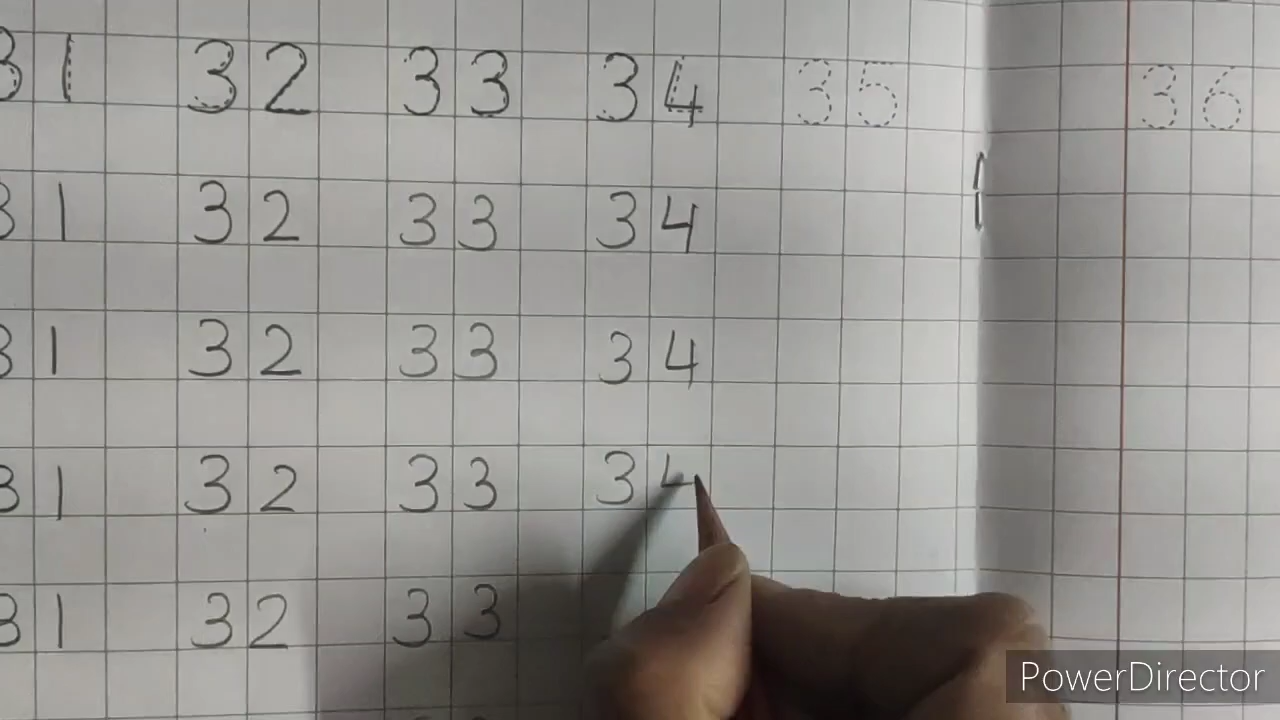 31 32 33 34 35 36
31 32 33 34
31 32 33 34
31 32 33 34
31 32 33
PowerDirector